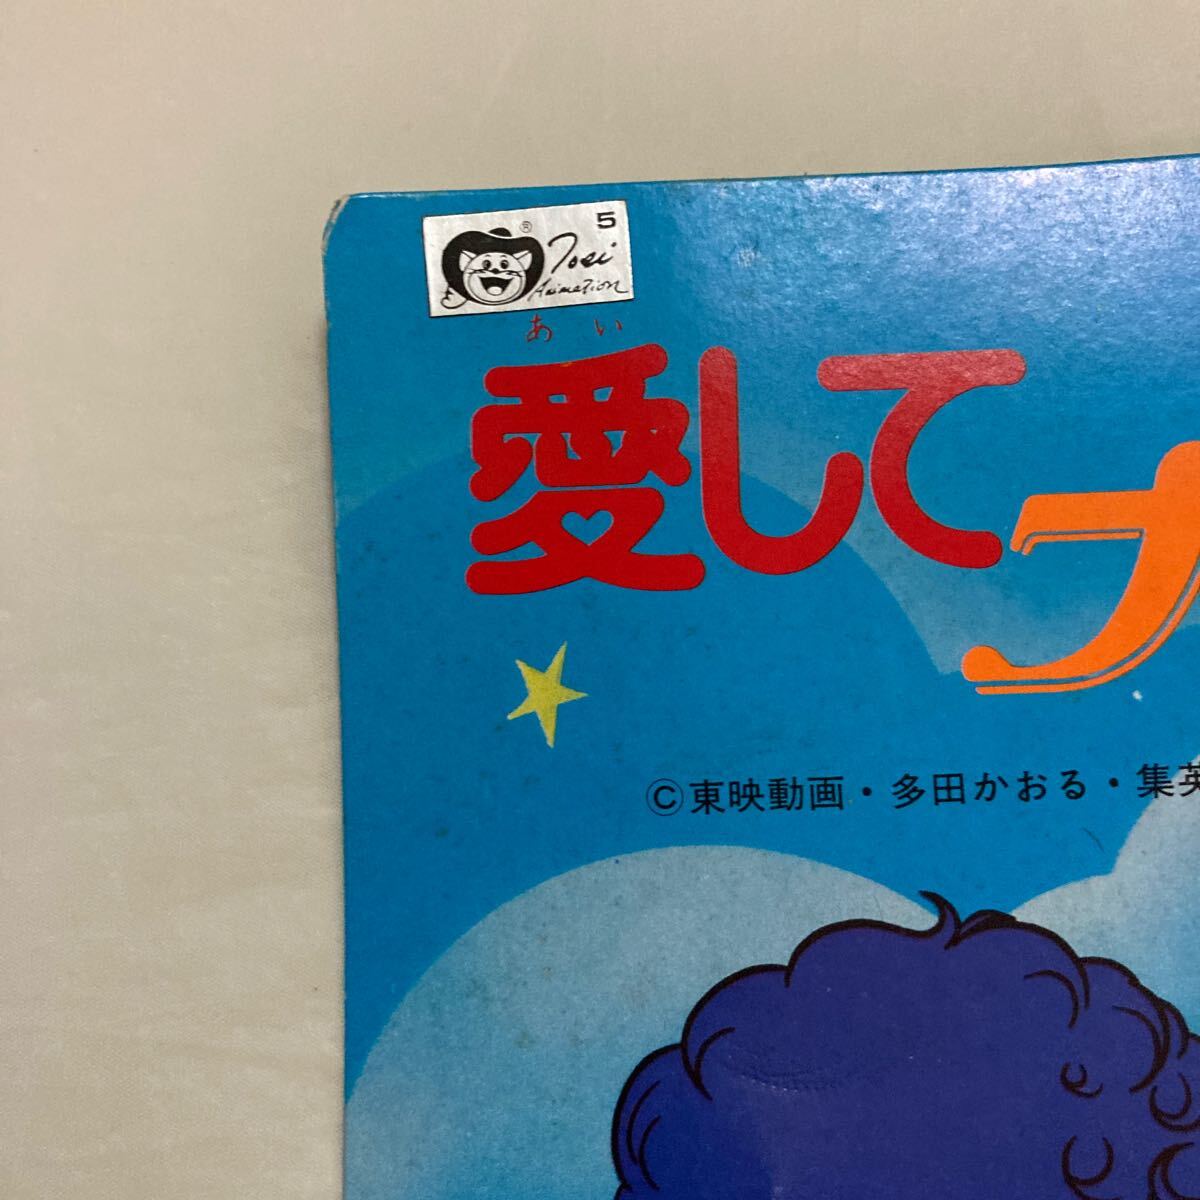 5
Toei
Animation
®
あい
愛してナ
©東映動画・多田かおる・集英